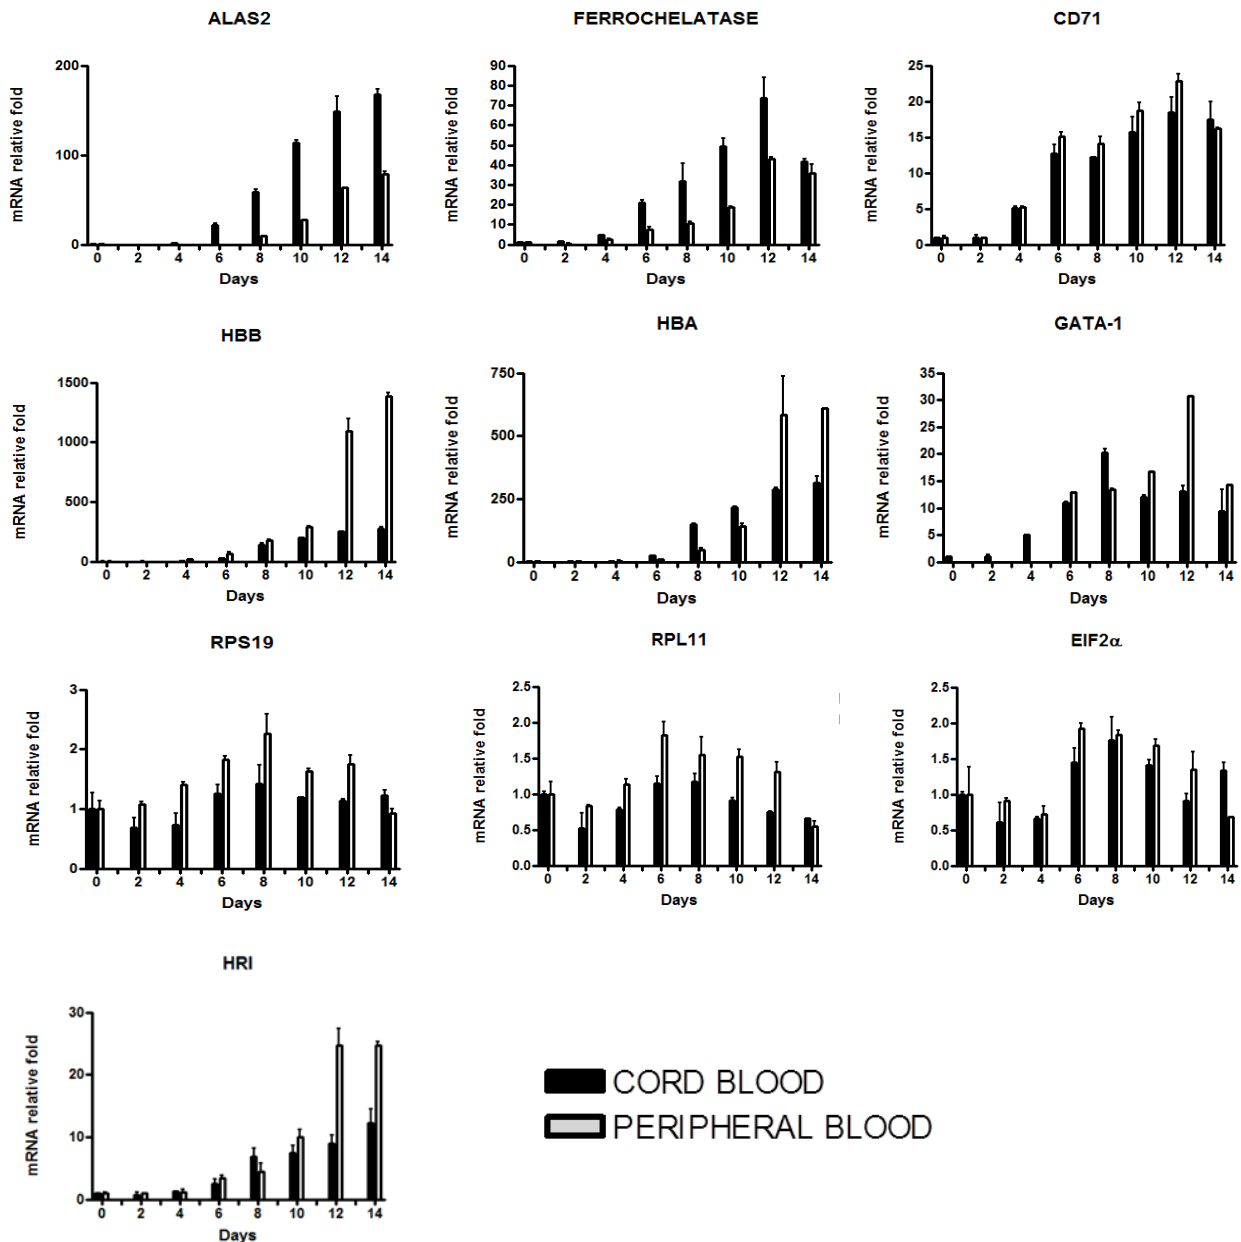 ALAS2
mRNA relative fold
200
100
0
0 2 4 6 8 10 12 14
Days
FERROCHELATASE
mRNA relative fold
90
80
70
60
50
40
30
20
10
0
0 2 4 6 8 10 12 14
Days
CD71
mRNA relative fold
25
20
15
10
5
0
0 2 4 6 8 10 12 14
Days
HBB
mRNA relative fold
1500
1000
500
0
0 2 4 6 8 10 12 14
Days
HBA
mRNA relative fold
750
500
250
0
0 2 4 6 8 10 12 14
Days
GATA-1
mRNA relative fold
35
30
25
20
15
10
5
0
0 2 4 6 8 10 12 14
Days
RPS19
mRNA relative fold
3
2
1
0
0 2 4 6 8 10 12 14
Days
RPL11
mRNA relative fold
2.5
2.0
1.5
1.0
0.5
0.0
0 2 4 6 8 10 12 14
Days
EIF2α
mRNA relative fold
2.5
2.0
1.5
1.0
0.5
0.0
0 2 4 6 8 10 12 14
Days
HRI
mRNA relative fold
30
20
10
0
0 2 4 6 8 10 12 14
Days
CORD BLOOD
PERIPHERAL BLOOD